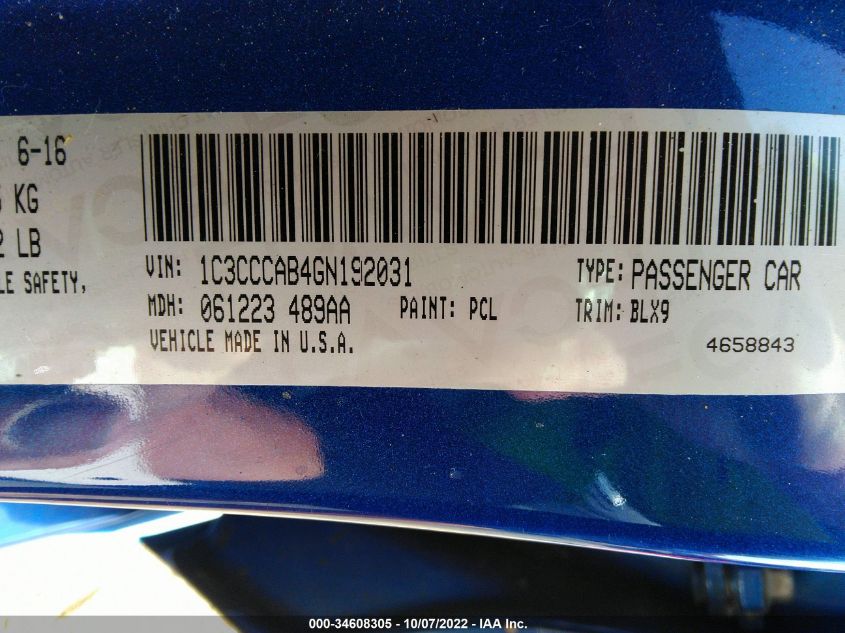 6-16
KG
LB
LE SAFETY,
VIN: 1C3CCCAB4GN192031
TYPE: PASSENGER CAR
MDH: 061223 489AA
PAINT: PCL
TRIM: BLX9
VEHICLE MADE IN U.S.A.
4658843
000-34608305 - 10/07/2022 - IAA Inc.